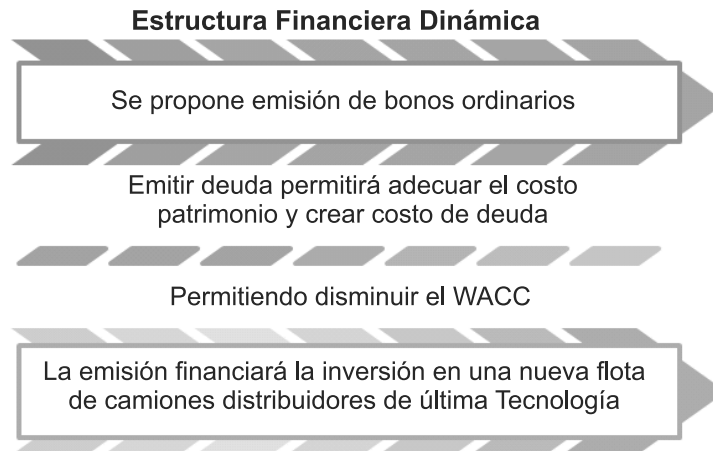 Estructura Financiera Dinámica
Se propone emisión de bonos ordinarios
Emitir deuda permitirá adecuar el costo
patrimonio y crear costo de deuda
Permitiendo disminuir el WACC
La emisión financiará la inversión en una nueva flota
de camiones distribuidores de última Tecnología